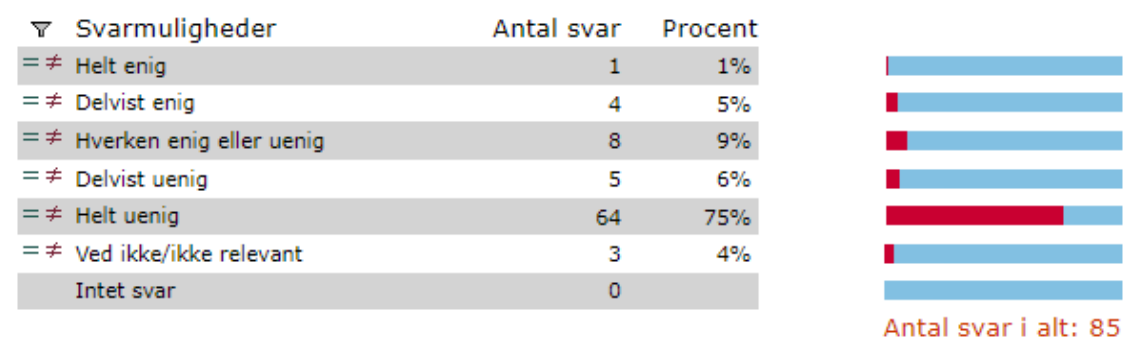 Svarmuligheder Antal svar Procent
= ≠ Helt enig 1 1%
= ≠ Delvist enig 4 5%
= ≠ Hverken enig eller uenig 8 9%
= ≠ Delvist uenig 5 6%
= ≠ Helt uenig 64 75%
= ≠ Ved ikke/ikke relevant 3 4%
Intet svar 0
Antal svar i alt: 85